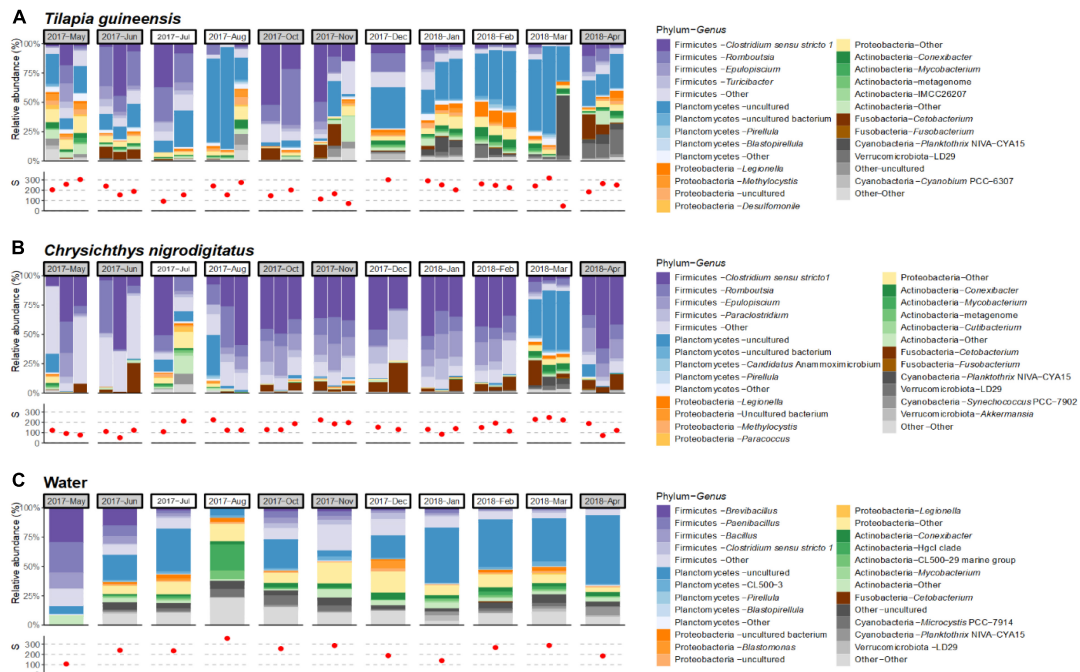 A Tilapia guineensis
2017-May 2017-Jun 2017-Jul 2017-Aug 2017-Oct 2017-Nov 2017-Dec 2018-Jan 2018-Feb 2018-Mar 2018-Apr
Relative abundance (%)
100%
75%
50%
25%
0%
S
300
200
100
0
Phylum-Genus
Firmicutes -Clostridium sensu stricto 1
Firmicutes -Romboutsia
Firmicutes -Epulopiscium
Firmicutes -Turicibacter
Firmicutes -Other
Planctomycetes -uncultured
Planctomycetes -uncultured bacterium
Planctomycetes -Pirellula
Planctomycetes -Blastopirellula
Planctomycetes -Other
Proteobacteria -Legionella
Proteobacteria -Methylocystis
Proteobacteria -uncultured
Proteobacteria -Desulfomonile
Proteobacteria-Other
Actinobacteria-Conexibacter
Actinobacteria-Mycobacterium
Actinobacteria-metagenome
Actinobacteria-IMCC26207
Actinobacteria-Other
Fusobacteria-Cetobacterium
Fusobacteria-Fusobacterium
Cyanobacteria-Planktothrix NIVA-CYA15
Verrucomicrobiota-LD29
Other-uncultured
Cyanobacteria-Cyanobium PCC-6307
Other-Other
B Chrysichthys nigrodigitatus
2017-May 2017-Jun 2017-Jul 2017-Aug 2017-Oct 2017-Nov 2017-Dec 2018-Jan 2018-Feb 2018-Mar 2018-Apr
Relative abundance (%)
100%
75%
50%
25%
0%
S
300
200
100
0
Phylum-Genus
Firmicutes -Clostridium sensu stricto1
Firmicutes -Romboutsia
Firmicutes -Epulopiscium
Firmicutes -Paraclostridium
Firmicutes -Other
Planctomycetes -uncultured
Planctomycetes -uncultured bacterium
Planctomycetes -Candidatus Anammoximicrobium
Planctomycetes -Pirellula
Planctomycetes -Other
Proteobacteria -Legionella
Proteobacteria -Uncultured bacterium
Proteobacteria -Methylocystis
Proteobacteria -Paracoccus
Proteobacteria-Other
Actinobacteria-Conexibacter
Actinobacteria-Mycobacterium
Actinobacteria-metagenome
Actinobacteria-Cutibacterium
Actinobacteria-Other
Fusobacteria-Cetobacterium
Fusobacteria-Fusobacterium
Cyanobacteria-Planktothrix NIVA-CYA15
Verrucomicrobiota-LD29
Cyanobacteria-Synechococcus PCC-7902
Verrucomicrobiota-Akkermansia
Other-Other
C Water
2017-May 2017-Jun 2017-Jul 2017-Aug 2017-Oct 2017-Nov 2017-Dec 2018-Jan 2018-Feb 2018-Mar 2018-Apr
Relative abundance (%)
100%
75%
50%
25%
0%
S
300
200
100
Phylum-Genus
Firmicutes -Brevibacillus
Firmicutes -Paenibacillus
Firmicutes -Bacillus
Firmicutes -Clostridium sensu stricto 1
Firmicutes -Other
Planctomycetes -uncultured
Planctomycetes -CL500-3
Planctomycetes -Pirellula
Planctomycetes -Blastopirellula
Planctomycetes -Other
Proteobacteria -uncultured bacterium
Proteobacteria -Blastomonas
Proteobacteria -uncultured
Proteobacteria-Legionella
Proteobacteria-Other
Actinobacteria-Conexibacter
Actinobacteria-Hgcl clade
Actinobacteria-CL500-29 marine group
Actinobacteria-Mycobacterium
Actinobacteria-Other
Fusobacteria-Cetobacterium
Other-uncultured
Cyanobacteria-Microcystis PCC-7914
Cyanobacteria-Planktothrix NIVA-CYA15
Verrucomicrobiota -LD29
Other-Other